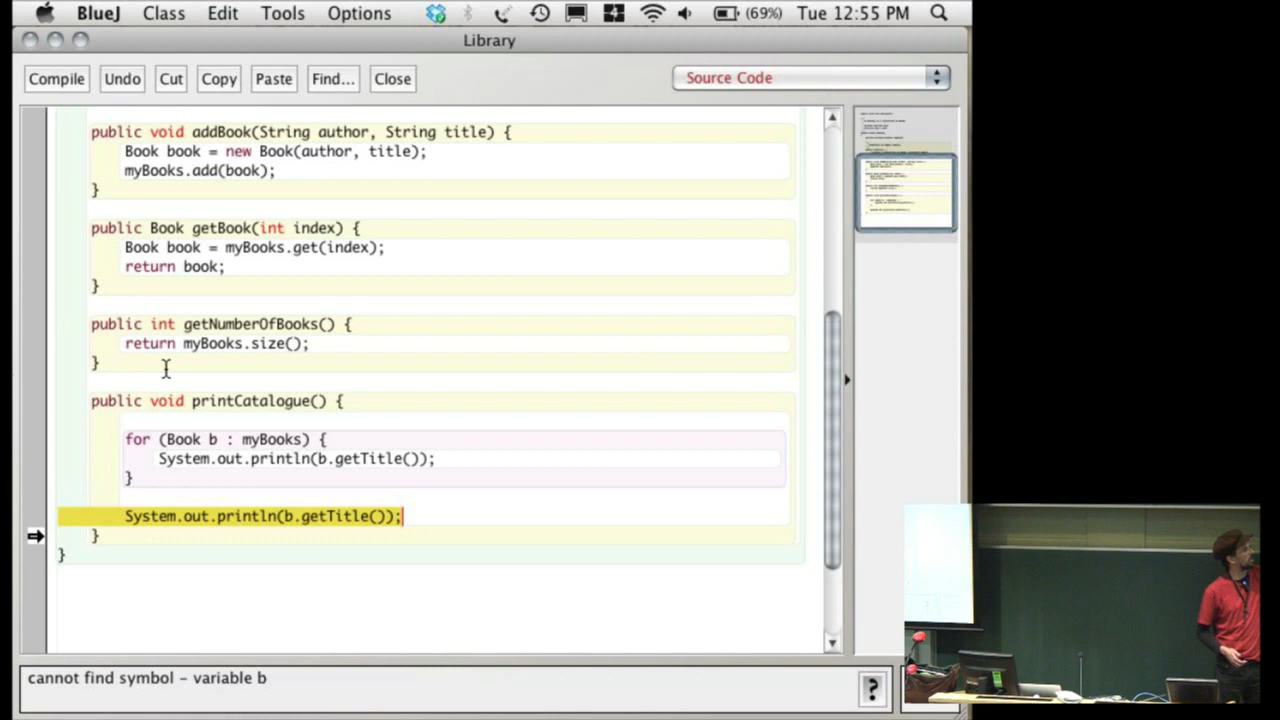 BlueJ Class Edit Tools Options 4 (69%) Tue 12:55 PM
Library
Compile Undo Cut Copy Paste Find... Close Source Code
public void addBook(String author, String title) {
Book book = new Book(author, title);
myBooks.add(book);
}
public Book getBook(int index) {
Book book = myBooks.get(index);
return book;
}
public int getNumberOfBooks() {
return myBooks.size();
}
public void printCatalogue() {
for (Book b : myBooks) {
System.out.println(b.getTitle());
}
System.out.println(b.getTitle());
}
}
cannot find symbol - variable b
?